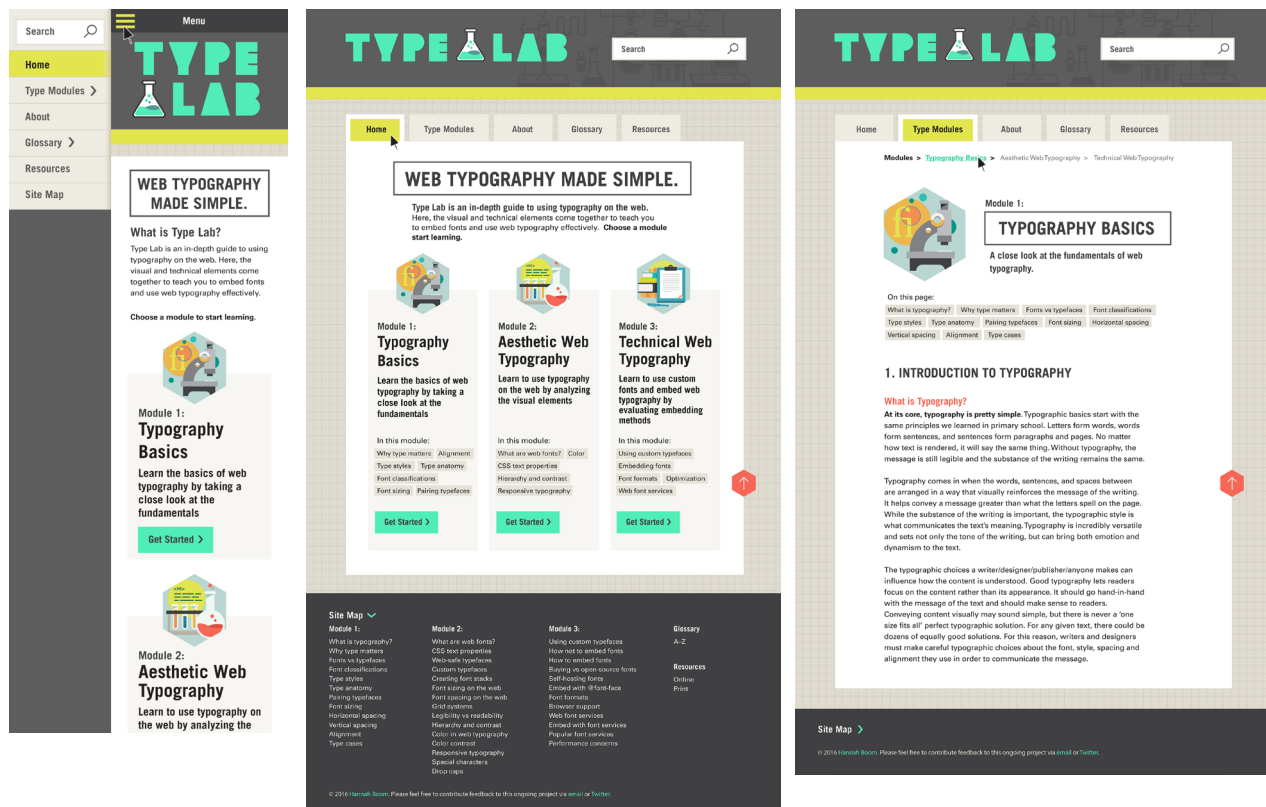 Search
Home
Type Modules
About
Glossary
Resources
Site Map
Menu
TYPE
LAB
WEB TYPOGRAPHY
MADE SIMPLE.
What is Type Lab?
Type Lab is an in-depth guide to using
typography on the web. Here, the
visual and technical elements come
together to teach you to embed fonts
and use web typography effectively.
Choose a module to start learning.
Module 1:
Typography
Basics
Learn the basics of web
typography by taking a
close look at the
fundamentals
Get Started
Module 2:
Aesthetic Web
Typography
Learn to use typography on
the web by analyzing the
TYPE LAB
Search
Home
Type Modules
About
Glossary
Resources
WEB TYPOGRAPHY MADE SIMPLE.
Type Lab is an in-depth guide to using typography on the web.
Here, the visual and technical elements come together to teach you
to embed fonts and use web typography effectively. Choose a module
start learning.
Module 1:
Typography
Basics
Learn the basics of web
typography by taking a
close look at the
fundamentals
In this module:
Why type matters Alignment
Type styles Type anatomy
Font classifications
Font sizing Pairing typefaces
Get Started
Module 2:
Aesthetic Web
Typography
Learn to use typography
on the web by analyzing
the visual elements
In this module:
What are web fonts? Color
CSS text properties
Hierarchy and contrast
Responsive typography
Get Started
Module 3:
Technical Web
Typography
Learn to use custom
fonts and embed web
typography by
evaluating embedding
methods
In this module:
Using custom typefaces
Embedding fonts
Font formats Optimization
Web font services
Get Started
Site Map
Module 1:
What is typography?
Why type matters
Fonts vs typefaces
Font classifications
Type styles
Type anatomy
Pairing typefaces
Font sizing
Horizontal spacing
Vertical spacing
Alignment
Type cases
Module 2:
What are web fonts?
CSS text properties
Web-safe typefaces
Custom typefaces
Creating font stacks
Font sizing on the web
Font spacing on the web
Grid systems
Legibility vs readability
Hierarchy and contrast
Color in web typography
Color contrast
Responsive typography
Special characters
Drop caps
Module 3:
Using custom typefaces
How not to embed fonts
How to embed fonts
Buying vs open-source fonts
Self-hosting fonts
Embed with @font-face
Font formats
Browser support
Web font services
Embed with font services
Popular font services
Performance concerns
Glossary
A–Z
Resources
Online
Print
© 2016 Hannah Boom. Please feel free to contribute feedback to this ongoing project via email or Twitter.
TYPE LAB
Search
Home
Type Modules
About
Glossary
Resources
Modules > Typography Basics > Aesthetic Web Typography > Technical Web Typography
Module 1:
TYPOGRAPHY BASICS
A close look at the fundamentals of web
typography.
On this page:
What is typography? Why type matters Fonts vs typefaces Font classifications
Type styles Type anatomy Pairing typefaces Font sizing Horizontal spacing
Vertical spacing Alignment Type cases
1. INTRODUCTION TO TYPOGRAPHY
What is Typography?
At its core, typography is pretty simple. Typographic basics start with the
same principles we learned in primary school. Letters form words, words
form sentences, and sentences form paragraphs and pages. No matter
how text is rendered, it will say the same thing. Without typography, the
message is still legible and the substance of the writing remains the same.
Typography comes in when the words, sentences, and spaces between
are arranged in a way that visually reinforces the message of the writing.
It helps convey a message greater than what the letters spell on the page.
While the substance of the writing is important, the typographic style is
what communicates the text's meaning. Typography is incredibly versatile
and sets not only the tone of the writing, but can bring both emotion and
dynamism to the text.
The typographic choices a writer/designer/publisher/anyone makes can
influence how the content is understood. Good typography lets readers
focus on the content rather than its appearance. It should go hand-in-hand
with the message of the text and should make sense to readers.
Conveying content visually may sound simple, but there is never a 'one
size fits all' perfect typographic solution. For any given text, there could be
dozens of equally good solutions. For this reason, writers and designers
must make careful typographic choices about the font, style, spacing and
alignment they use in order to communicate the message.
Site Map
© 2016 Hannah Boom. Please feel free to contribute feedback to this ongoing project via email or Twitter.